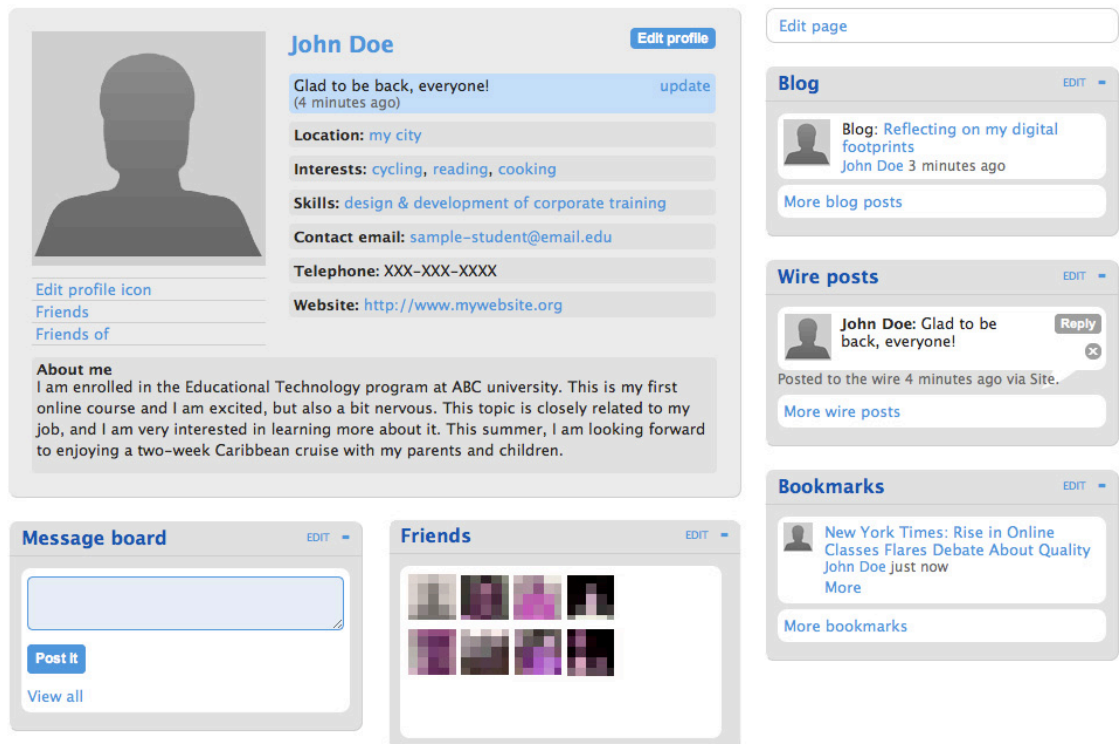 John Doe
Edit profile
Glad to be back, everyone!
update
(4 minutes ago)
Location: my city
Interests: cycling, reading, cooking
Skills: design & development of corporate training
Contact email: sample-student@email.edu
Telephone: XXX-XXX-XXXX
Website: http://www.mywebsite.org
Edit profile icon
Friends
Friends of
About me
I am enrolled in the Educational Technology program at ABC university. This is my first
online course and I am excited, but also a bit nervous. This topic is closely related to my
job, and I am very interested in learning more about it. This summer, I am looking forward
to enjoying a two-week Caribbean cruise with my parents and children.
Message board
EDIT
Post it
View all
Friends
EDIT
Edit page
Blog
EDIT
Blog: Reflecting on my digital
footprints
John Doe 3 minutes ago
More blog posts
Wire posts
EDIT
John Doe: Glad to be
back, everyone!
Reply
Posted to the wire 4 minutes ago via Site.
More wire posts
Bookmarks
EDIT
New York Times: Rise in Online
Classes Flares Debate About Quality
John Doe just now
More
More bookmarks